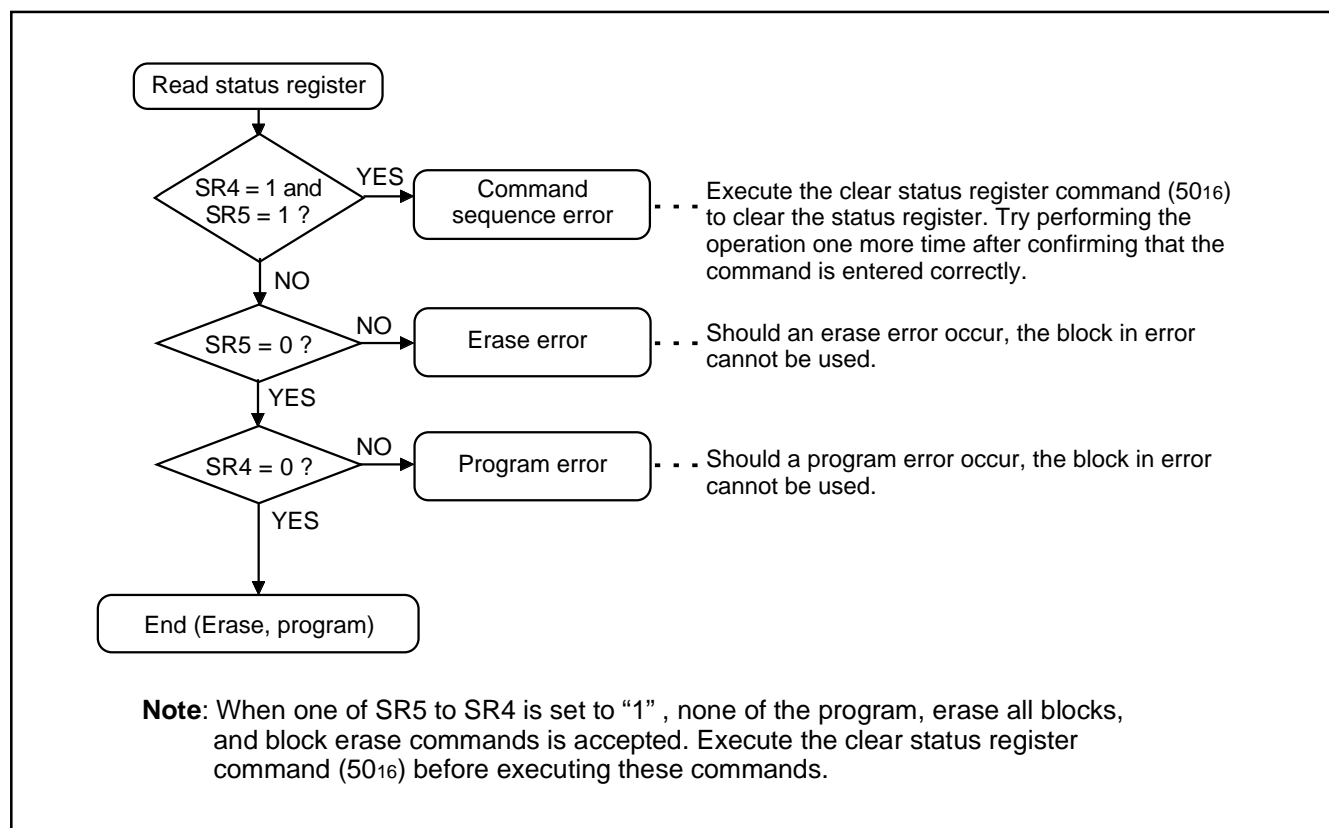 Read status register
SR4 = 1 and
SR5 = 1 ?
YES
Command
sequence error
Execute the clear status register command (5016)
to clear the status register. Try performing the
operation one more time after confirming that the
command is entered correctly.
NO
SR5 = 0 ?
NO
Erase error
Should an erase error occur, the block in error
cannot be used.
YES
SR4 = 0 ?
NO
Program error
Should a program error occur, the block in error
cannot be used.
YES
End (Erase, program)
Note: When one of SR5 to SR4 is set to “1” , none of the program, erase all blocks,
and block erase commands is accepted. Execute the clear status register
command (5016) before executing these commands.